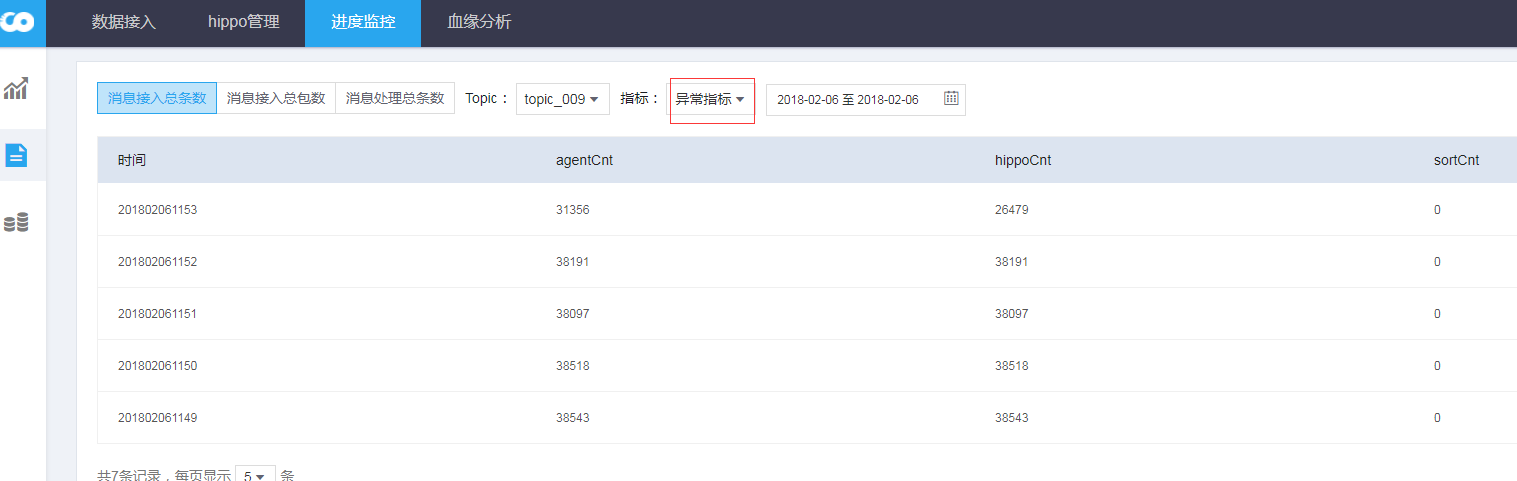 数据接入 hippo管理 进度监控 血缘分析
消息接入总条数 消息接入总包数 消息处理总条数 Topic： topic_009 指标： 异常指标 2018-02-06 至 2018-02-06
时间 agentCnt hippoCnt sortCnt
201802061153 31356 26479 0
201802061152 38191 38191 0
201802061151 38097 38097 0
201802061150 38518 38518 0
201802061149 38543 38543 0
共7条记录，每页显示 5 条